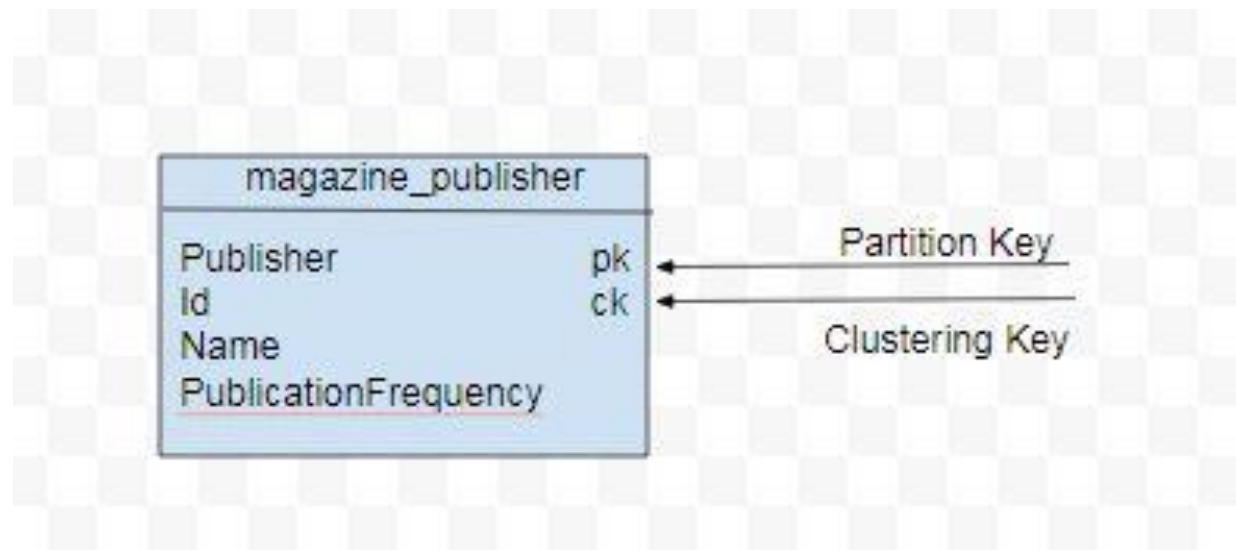 magazine_publisher
Publisher pk
Id ck
Name
PublicationFrequency
Partition Key
Clustering Key